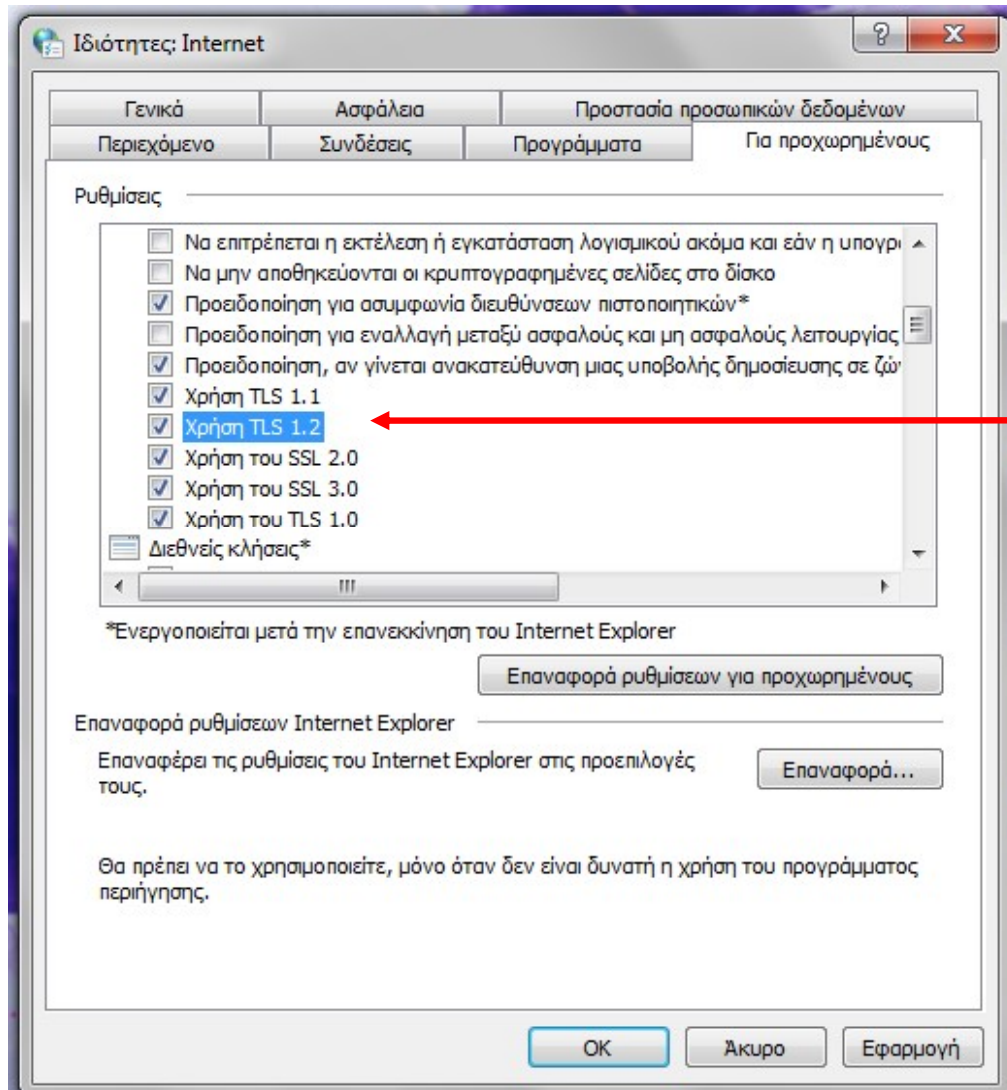 Ιδιότητες: Internet
Γενικά
Ασφάλεια
Προστασία προσωπικών δεδομένων
Περιεχόμενο
Συνδέσεις
Προγράμματα
Για προχωρημένους
Ρυθμίσεις
Να επιτρέπεται η εκτέλεση ή εγκατάσταση λογισμικού ακόμα και εάν η υπογρ
Να μην αποθηκεύονται οι κρυπτογραφημένες σελίδες στο δίσκο
Προειδοποίηση για ασυμφωνία διευθύνσεων πιστοποιητικών*
Προειδοποίηση για εναλλαγή μεταξύ ασφαλούς και μη ασφαλούς λειτουργίας
Προειδοποίηση, αν γίνεται ανακατεύθυνση μιας υποβολής δημοσίευσης σε ζών
Χρήση TLS 1.1
Χρήση TLS 1.2
Χρήση του SSL 2.0
Χρήση του SSL 3.0
Χρήση του TLS 1.0
Διεθνείς κλήσεις*
*Ενεργοποιείται μετά την επανεκκίνηση του Internet Explorer
Επαναφορά ρυθμίσεων για προχωρημένους
Επαναφορά ρυθμίσεων Internet Explorer
Επαναφέρει τις ρυθμίσεις του Internet Explorer στις προεπιλογές
τους.
Επαναφορά...
Θα πρέπει να το χρησιμοποιείτε, μόνο όταν δεν είναι δυνατή η χρήση του προγράμματος
περιήγησης.
OK
Άκυρο
Εφαρμογή